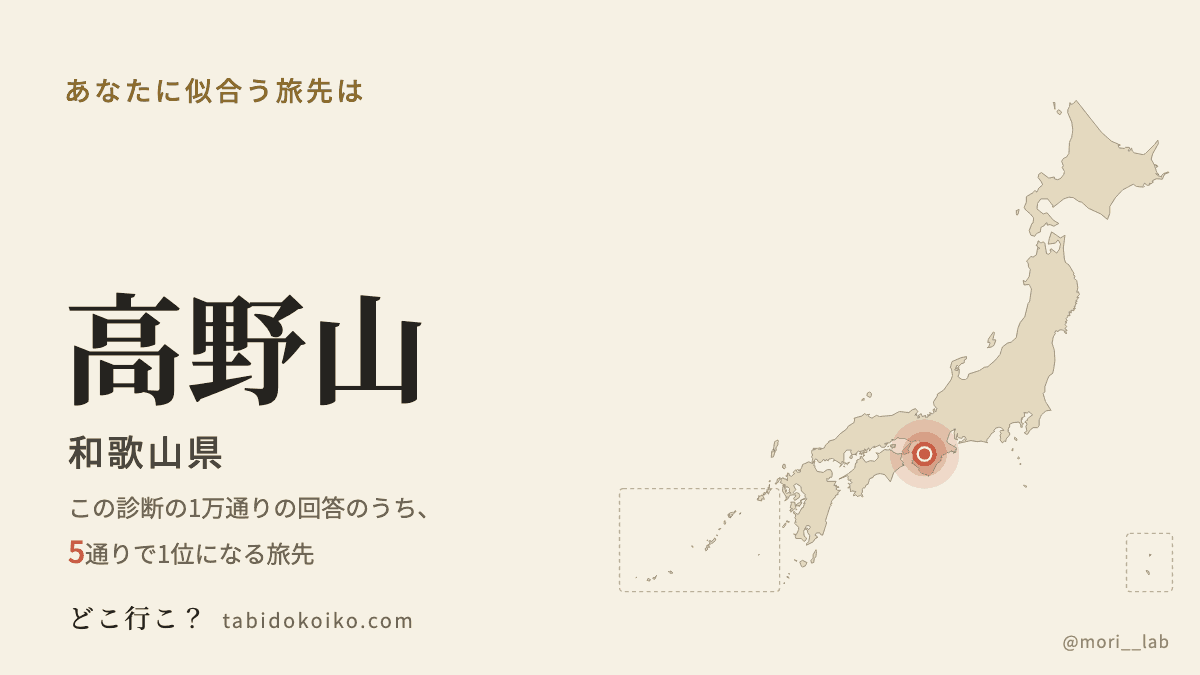 あなたに似合う旅先は
高野山
和歌山県
この診断の1万通りの回答のうち、
5通りで1位になる旅先
どこ行こ？ tabidokoiko.com
@mori__lab